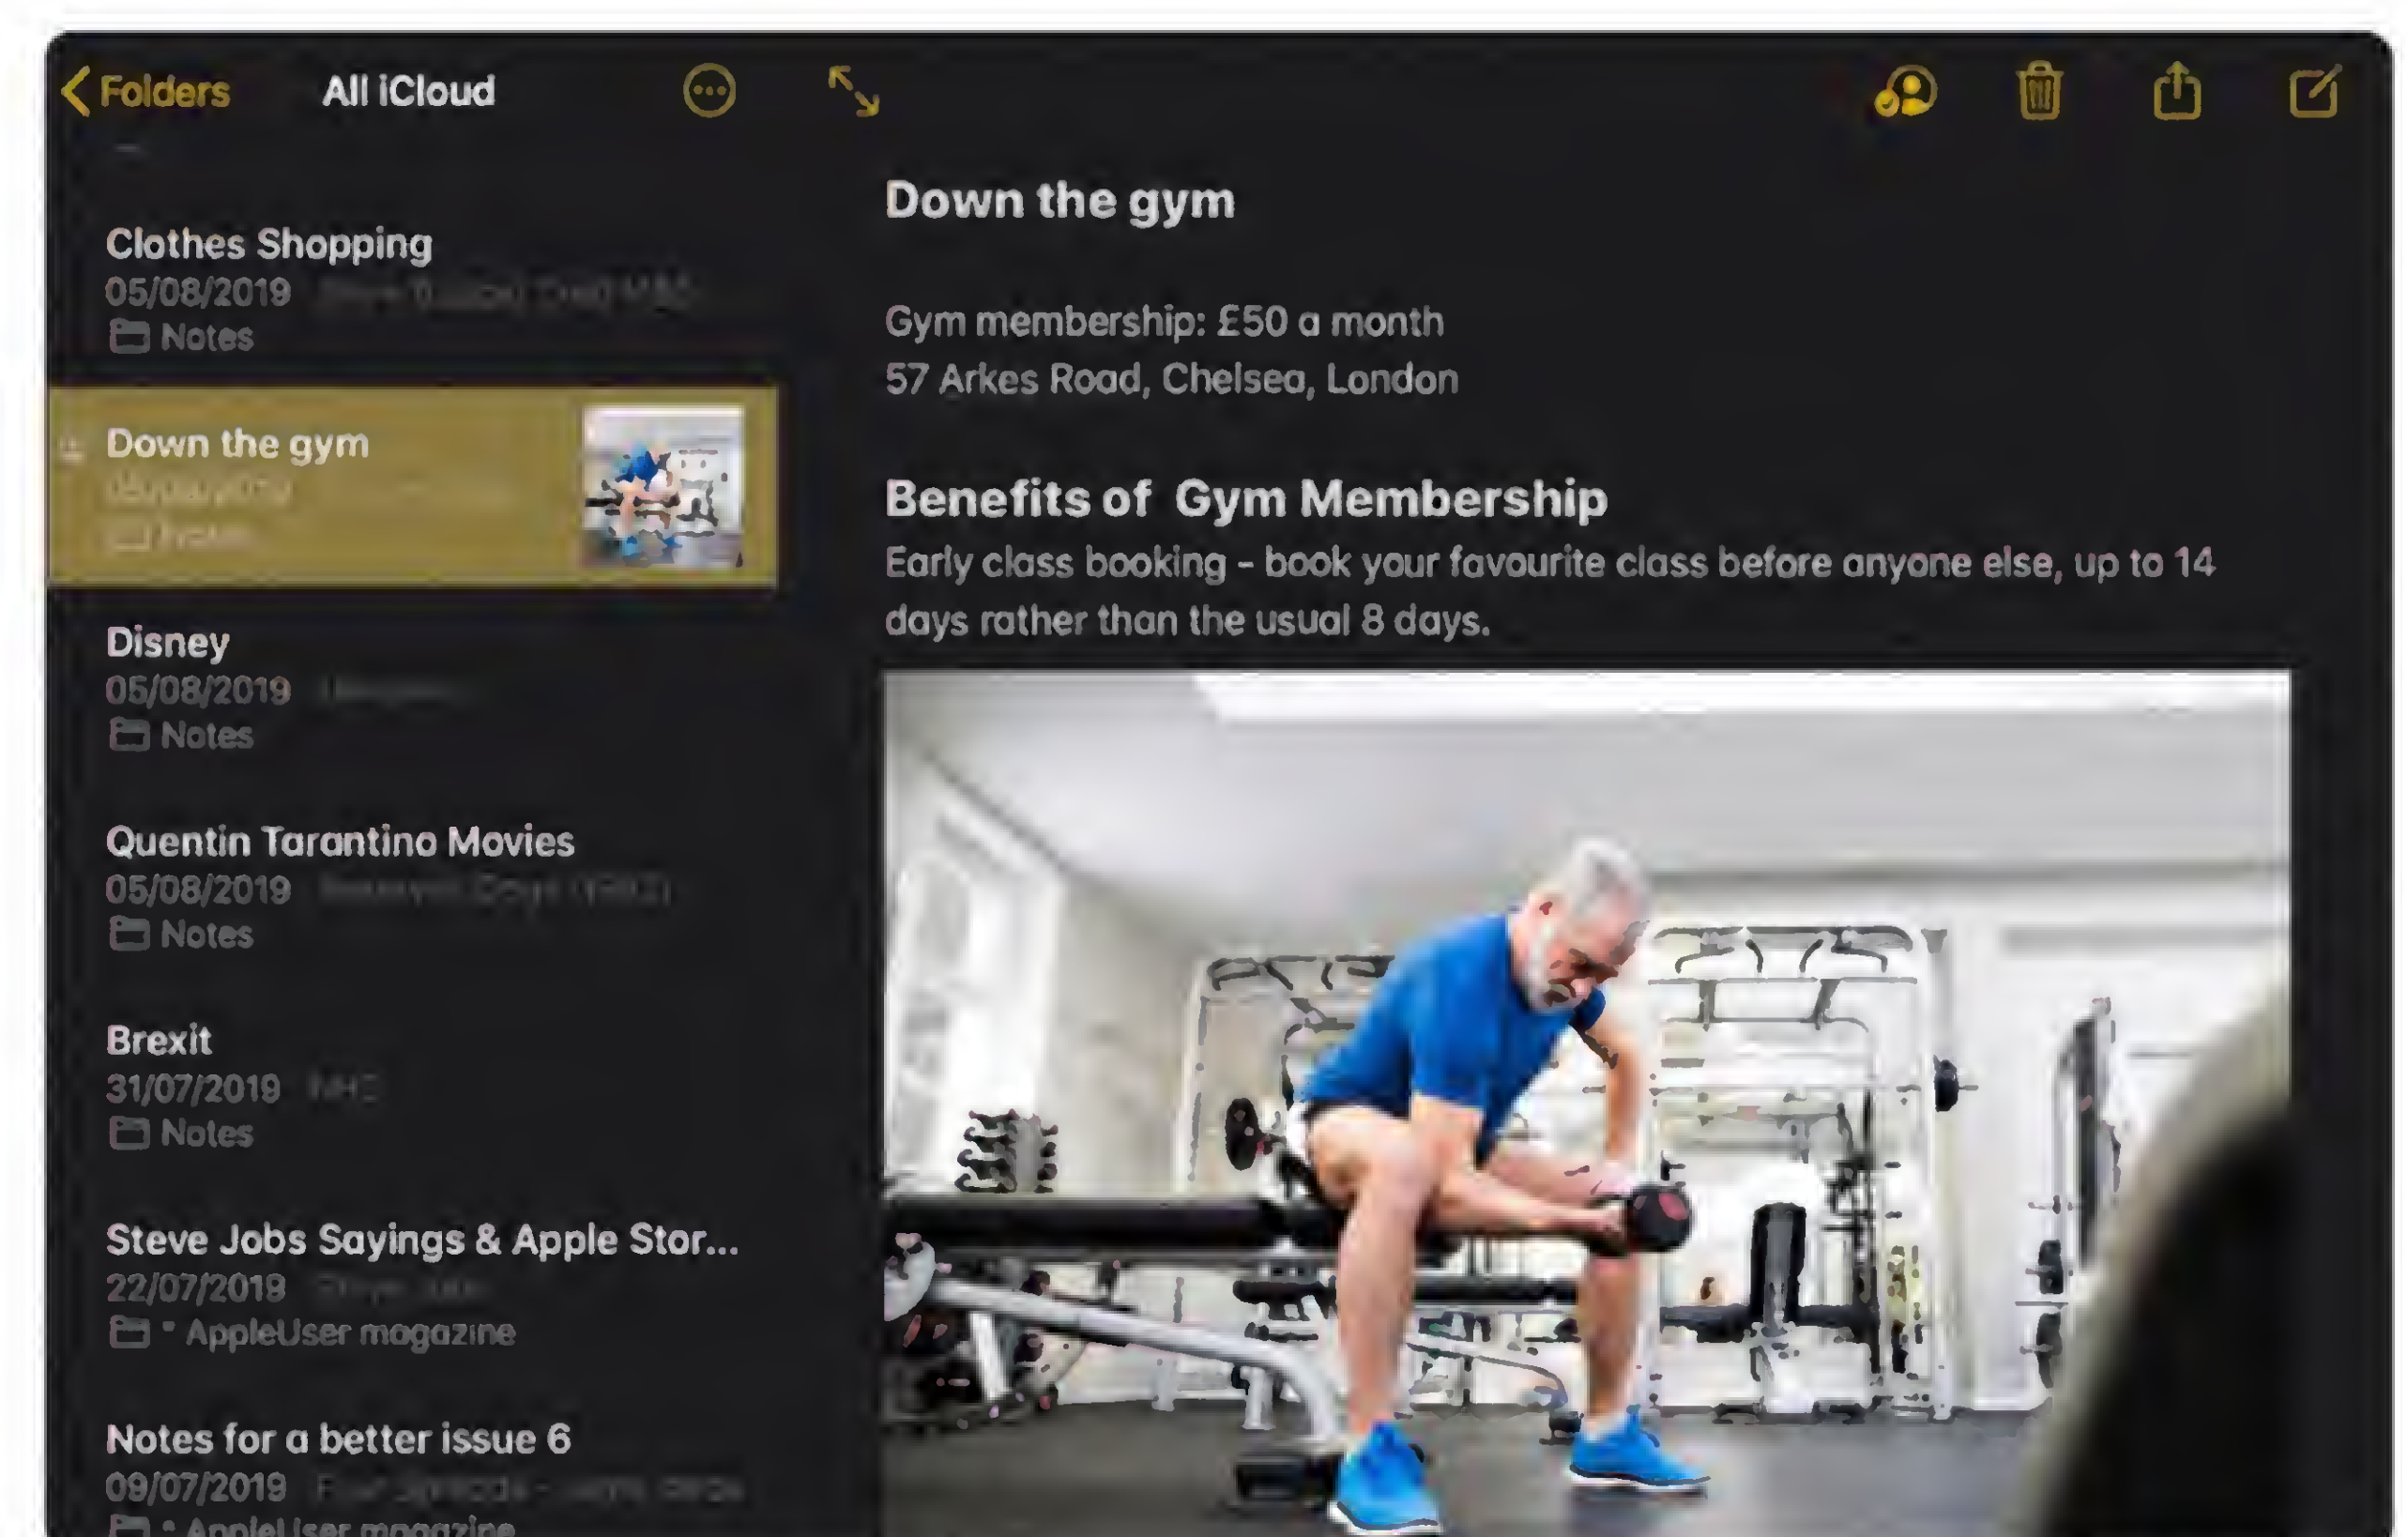 Folders
All iCloud
Clothes Shopping
05/08/2019
Notes
Down the gym
Notes
Disney
05/08/2019
Notes
Quentin Tarantino Movies
05/08/2019
Notes
Brexit
31/07/2019
Notes
Steve Jobs Sayings & Apple Stor...
22/07/2019
" AppleUser magazine
Notes for a better issue 6
09/07/2019
AppleUser magazine
Down the gym
Gym membership: £50 a month
57 Arkes Road, Chelsea, London
Benefits of Gym Membership
Early class booking - book your favourite class before anyone else, up to 14
days rather than the usual 8 days.